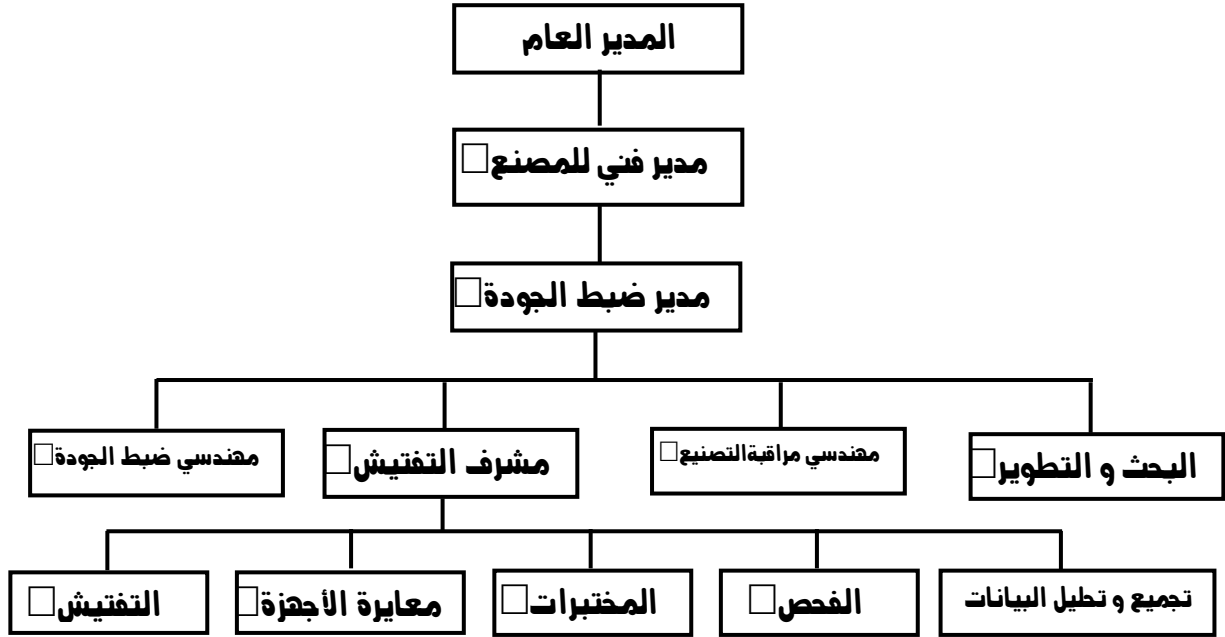 المدير العام
مدير فني للمصنع
مدير ضبط الجودة
البحث و التطوير
مهندسي مراقبةالتصنيع
مشرف التفتيش
مهندسي ضبط الجودة
تجميع و تحليل البيانات
الفحص
المختبرات
معايرة الأجهزة
التفتيش